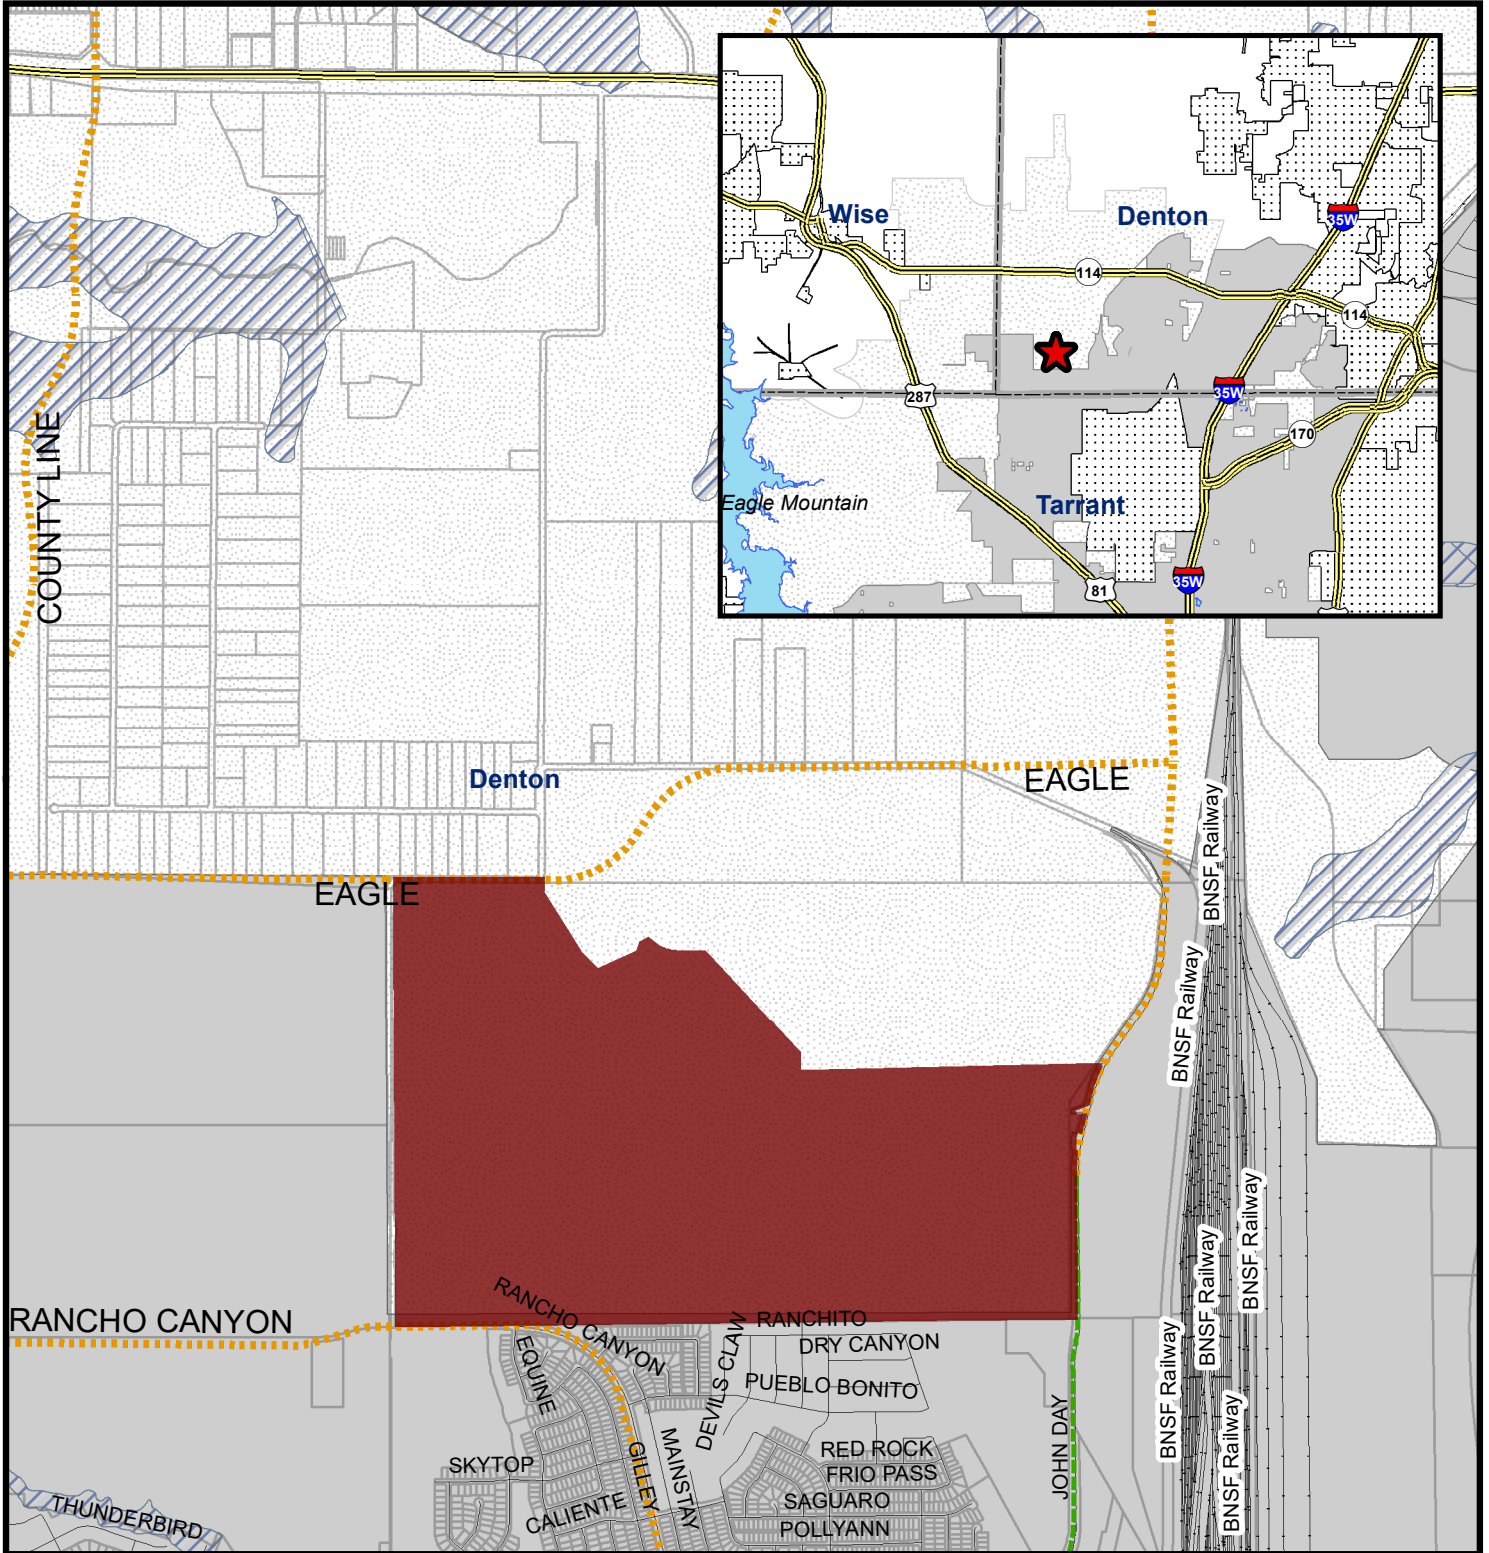 Wise
Denton
35W
114
114
287
35W
170
Eagle Mountain
Tarrant
81
35W
COUNTY LINE
Denton
EAGLE
EAGLE
BNSF Railway
BNSF Railway
BNSF Railway
BNSF Railway
BNSF Railway
BNSF Railway
RANCHO CANYON
RANCHO CANYON
RANCHITO
DRY CANYON
EQUINE
DEVILS CLAW
PUEBLO BONITO
JOHN DAY
GILLEY
MAINSTAY
RED ROCK
SKYTOP
FRIO PASS
SAGUARO
CALIENTE
POLLYANN
THUNDERBIRD